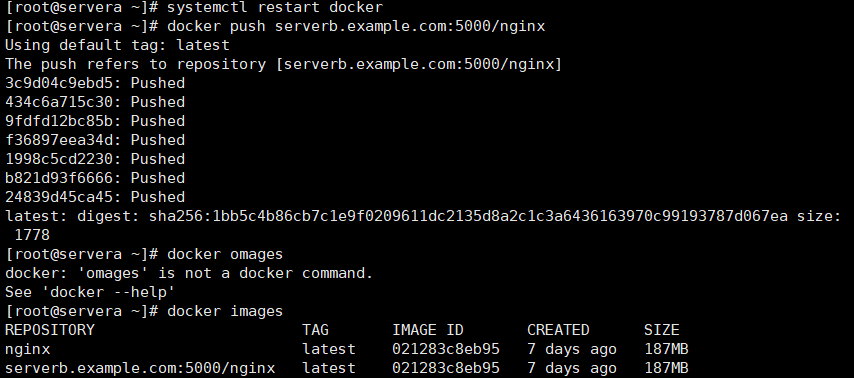 [root@servera ~]# systemctl restart docker
[root@servera ~]# docker push serverb.example.com:5000/nginx
Using default tag: latest
The push refers to repository [serverb.example.com:5000/nginx]
3c9d04c9ebd5: Pushed
434c6a715c30: Pushed
9fdfd12bc85b: Pushed
f36897eea34d: Pushed
1998c5cd2230: Pushed
b821d93f6666: Pushed
24839d45ca45: Pushed
latest: digest: sha256:1bb5c4b86cb7c1e9f0209611dc2135d8a2c1c3a6436163970c99193787d067ea size:
1778
[root@servera ~]# docker omages
docker: 'omages' is not a docker command.
See 'docker --help'
[root@servera ~]# docker images
REPOSITORY                       TAG       IMAGE ID       CREATED      SIZE
nginx                            latest    021283c8eb95   7 days ago   187MB
serverb.example.com:5000/nginx   latest    021283c8eb95   7 days ago   187MB